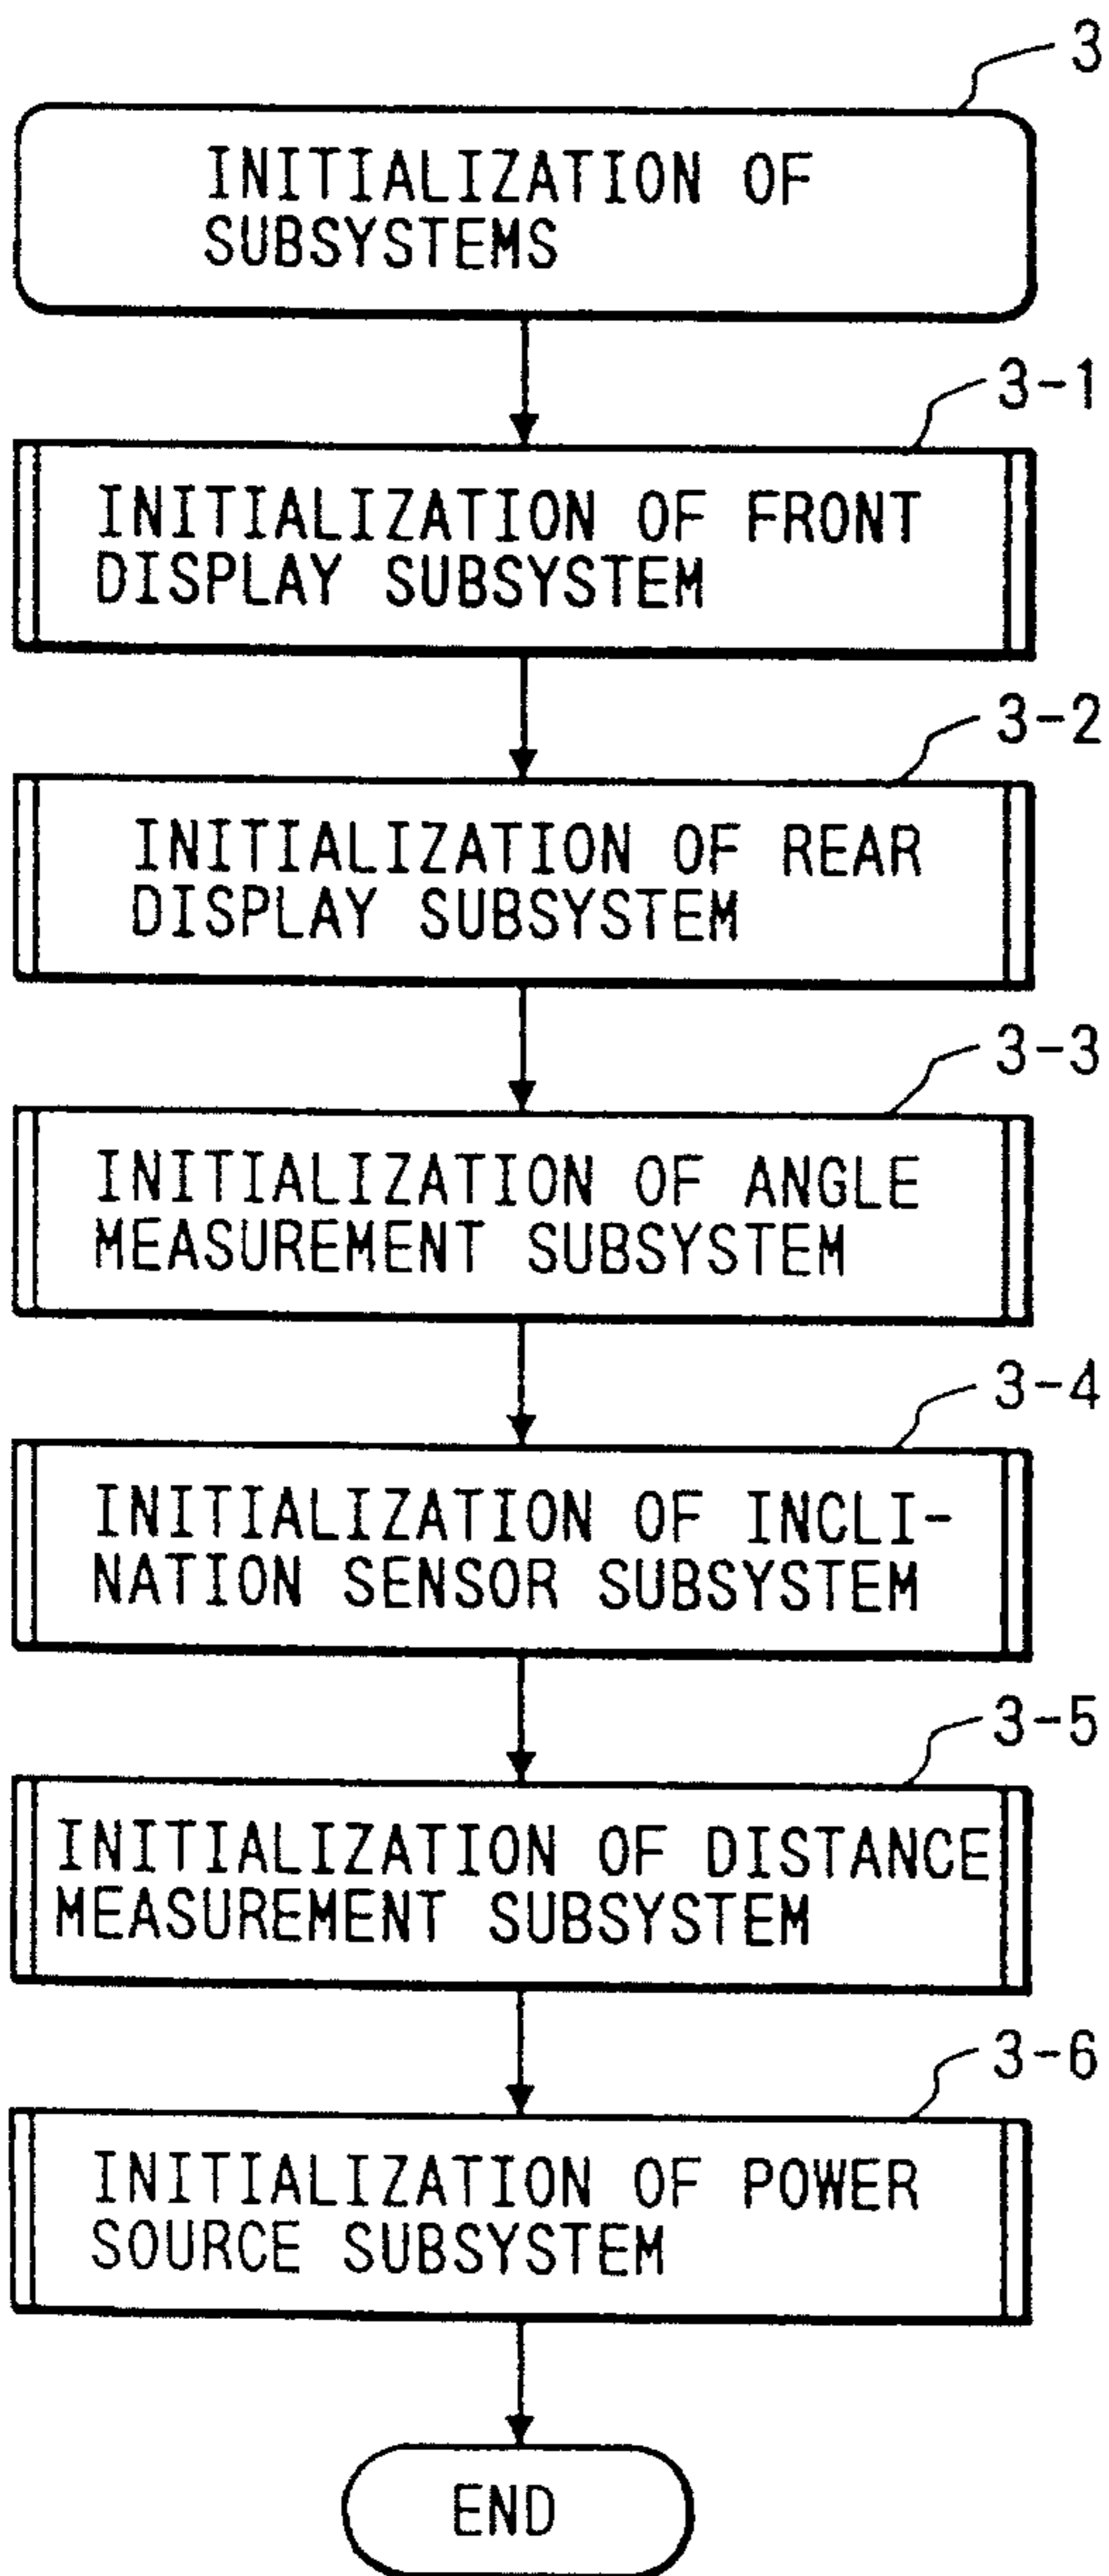 3
INITIALIZATION OF
SUBSYSTEMS
3-1
INITIALIZATION OF FRONT
DISPLAY SUBSYSTEM
3-2
INITIALIZATION OF REAR
DISPLAY SUBSYSTEM
3-3
INITIALIZATION OF ANGLE
MEASUREMENT SUBSYSTEM
3-4
INITIALIZATION OF INCLI-
NATION SENSOR SUBSYSTEM
3-5
INITIALIZATION OF DISTANCE
MEASUREMENT SUBSYSTEM
3-6
INITIALIZATION OF POWER
SOURCE SUBSYSTEM
END